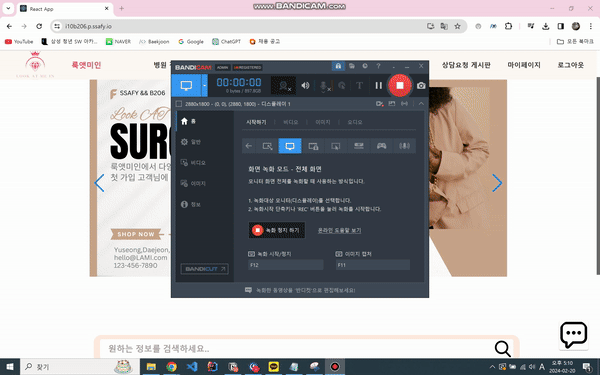 www.BANDICAM.com
React App
i10b206.p.ssafy.io
YouTube
삼성 청년 SW 아카...
NAVER
Baekjoon
Google
ChatGPT
채용 공고
모든 북마크
룩앳미인
병원
상담요청 게시판
마이페이지
로그아웃
SSAFY && B206
LOOK AT
SUR
룩앳미인에서 다양
첫 가입 고객님에
SHOP NOW
Yuseong,Daejeon,
hello@LAMI.com
123-456-7890
BANDICAM
00:00:00
2880x1800 - (0, 0), (2880, 1800) - 디스플레이 1
홈
일반
비디오
이미지
정보
BANDICUT
시작하기
비디오
이미지
오디오
화면 녹화 모드 - 전체 화면
모니터 화면 전체를 녹화할 때 사용하는 방식입니다.
1. 녹화대상 모니터(디스플레이)를 선택합니다.
2. 녹화시작 단축키나 'REC' 버튼을 눌러 녹화를 시작합니다.
녹화 정지 하기
온라인 도움말 보기
녹화 시작/정지
이미지 캡처
F12
F11
녹화한 동영상을 '반디컷'으로 편집해보세요!
원하는 정보를 검색하세요..
찾기
오후 5:10
2024-02-20